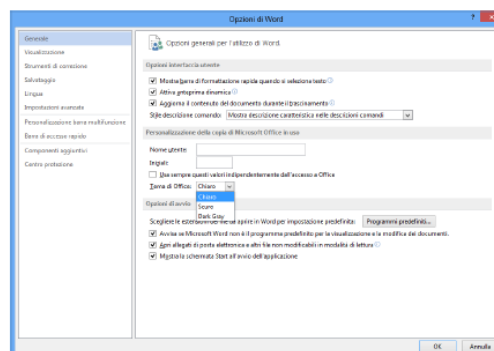 Opzioni di Word
Generale
Visualizzazione
Strumenti di correzione
Salvataggio
Lingua
Impostazioni avanzate
Personalizzazione barra multifunzione
Barra di accesso rapido
Componenti aggiuntivi
Centro protezione
Opzioni generali per l'utilizzo di Word.
Opzioni interfaccia utente
Mostra barra di formattazione rapida quando si seleziona testo
Attiva anteprima dinamica
Aggiorna il contenuto del documento durante il trascinamento
Stile descrizione comando: Mostra descrizione caratteristica nelle descrizioni comandi
Personalizzazione della copia di Microsoft Office in uso
Nome utente:
Iniziali:
Usa sempre questi valori indipendentemente dall'accesso a Office
Tema di Office: Chiaro
Chiaro
Scuro
Dark Gray
Opzioni di avvio
Scegliere le estensioni del file da aprire in Word per impostazione predefinita: Programmi predefiniti...
Avvisa se Microsoft Word non è il programma predefinito per la visualizzazione e la modifica dei documenti.
Apri allegati di posta elettronica e altri file non modificabili in modalità di lettura
Mostra la schermata Start all'avvio dell'applicazione
OK Annulla